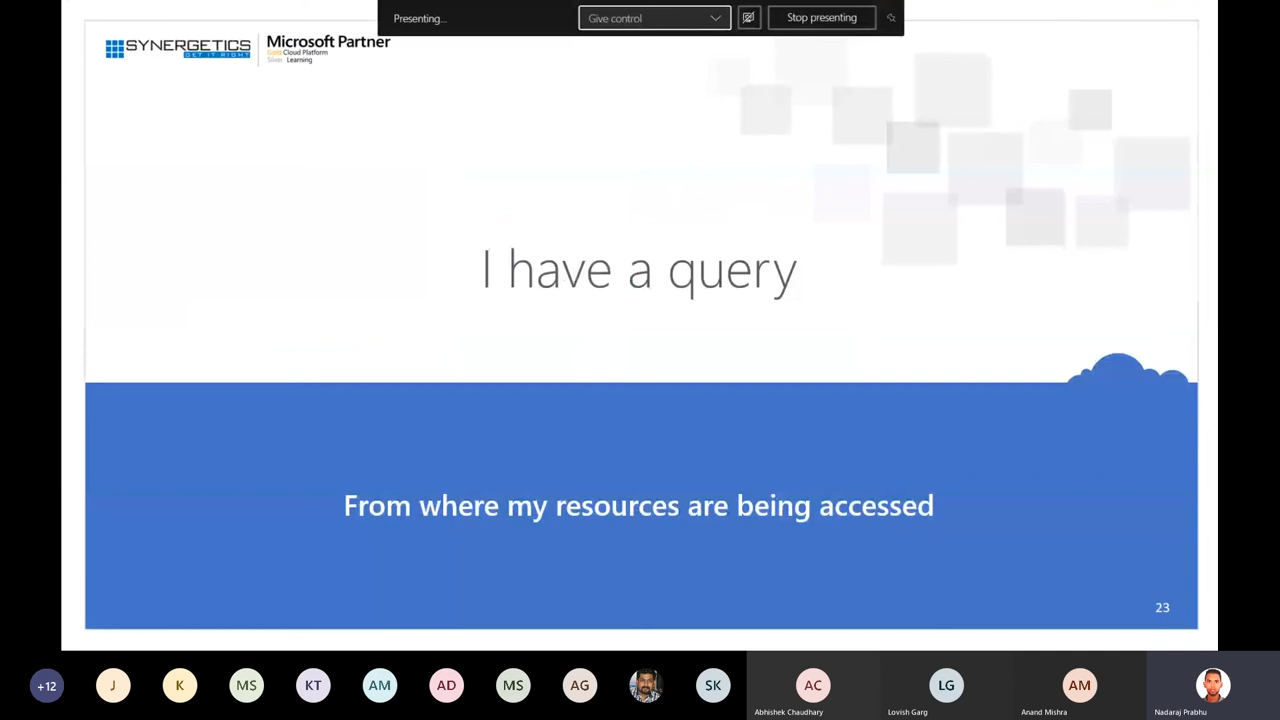 Presenting...
Give control
Stop presenting
SYNERGETICS
GET IT RIGHT
Microsoft Partner
Gold Cloud Platform
Silver Learning
I have a query
From where my resources are being accessed
23
+12
J
K
MS
KT
AM
AD
MS
AG
SK
AC
LG
AM
Abhishek Chaudhary
Lovish Garg
Anand Mishra
Nadaraj Prabhu